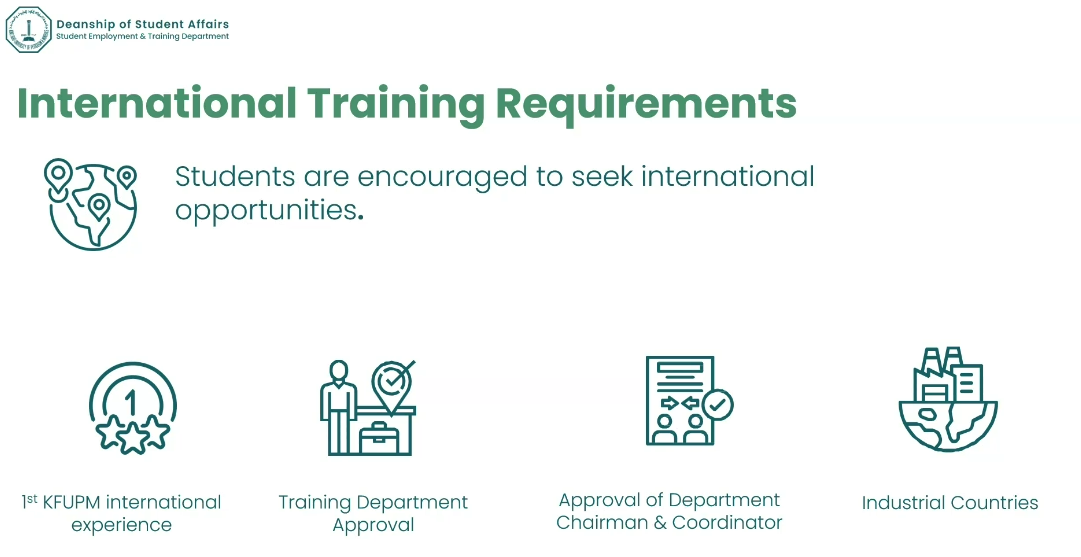 Deanship of Student Affairs
Student Employment & Training Department
International Training Requirements
Students are encouraged to seek international
opportunities.
1
1st KFUPM international
experience
Training Department
Approval
Approval of Department
Chairman & Coordinator
Industrial Countries